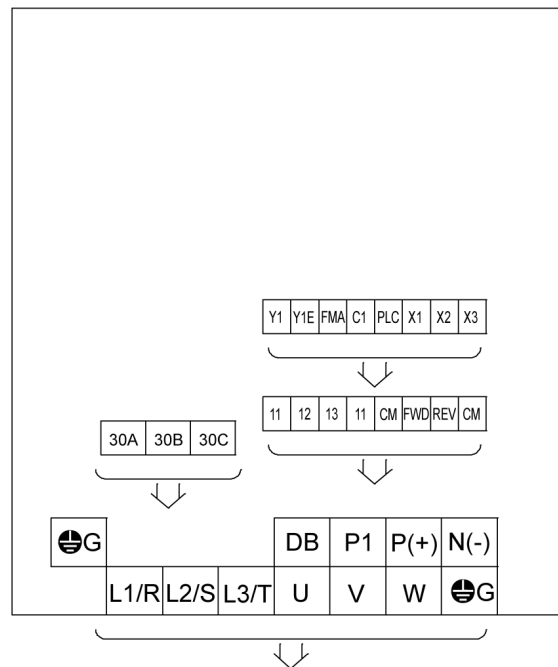 Y1 Y1E FMA C1 PLC X1 X2 X3
11 12 13 11 CM FWD REV CM
30A 30B 30C
G DB P1 P(+) N(-)
L1/R L2/S L3/T U V W G